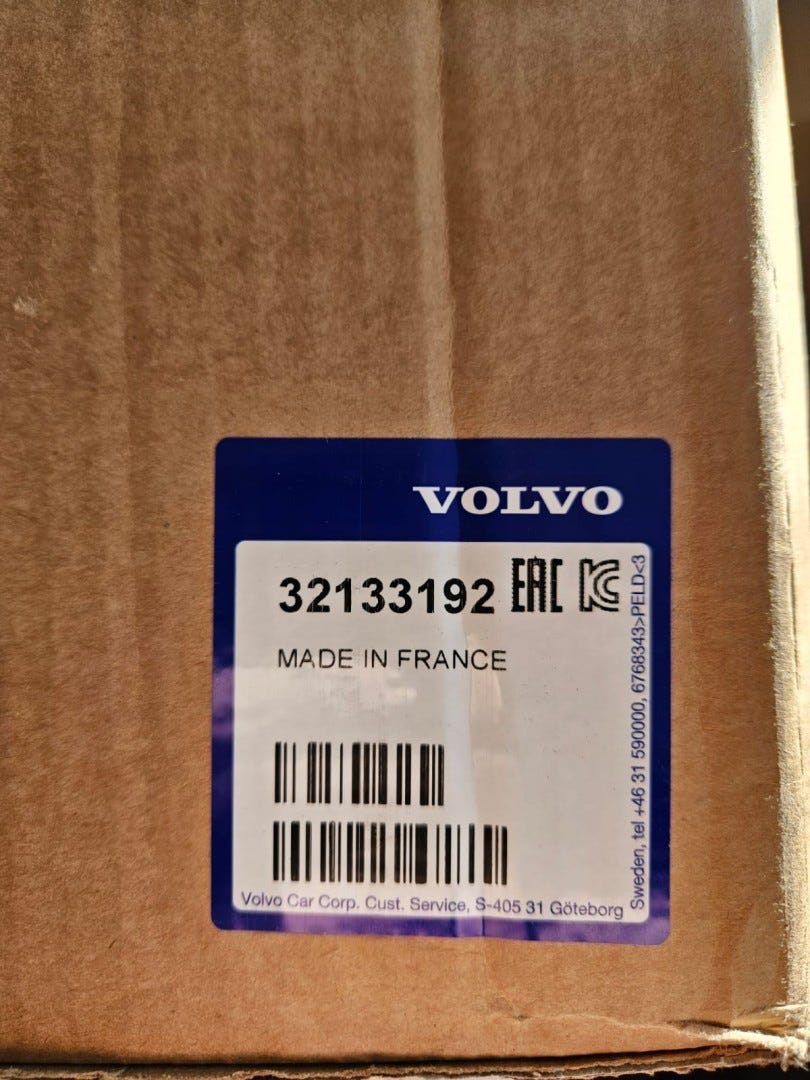 VOLVO
32133192 EAC KC
MADE IN FRANCE
Volvo Car Corp. Cust. Service, S-405 31 Göteborg
Sweden, tel +46 31 590000, 6768343>PELD<3